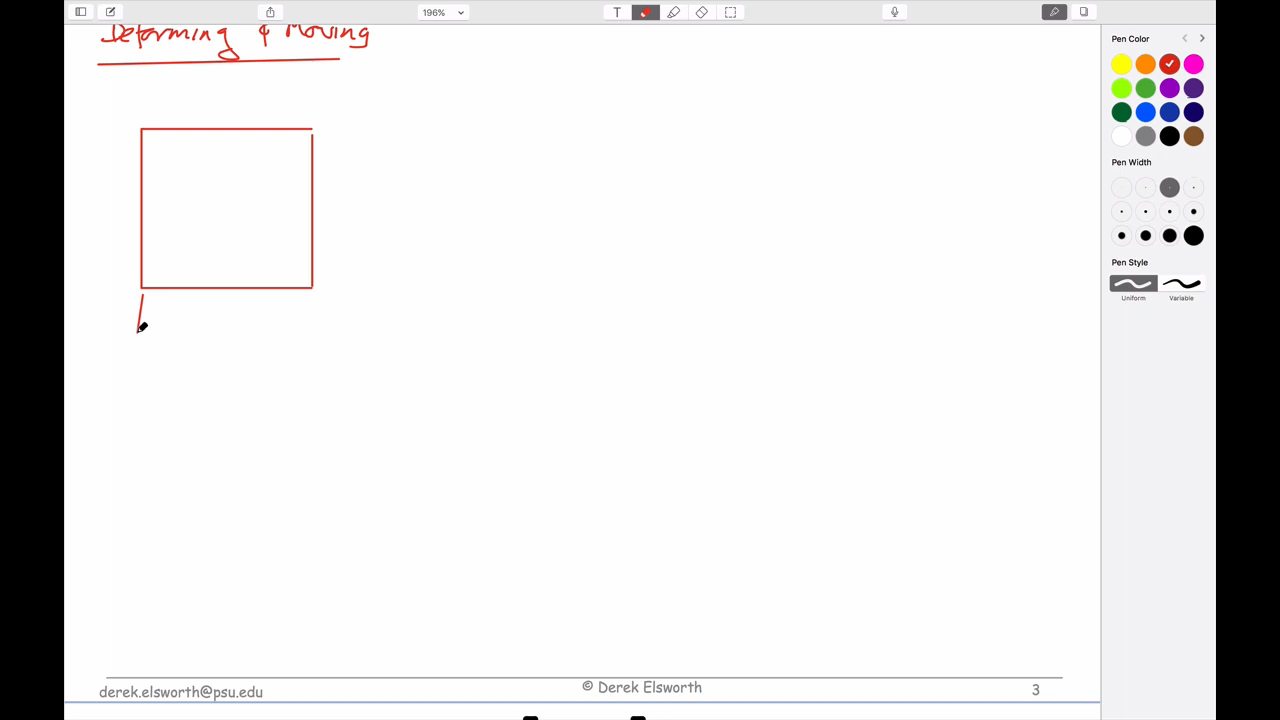 196%
T
Deforming & Moving
Pen Color
Pen Width
Pen Style
Uniform Variable
derek.elsworth@psu.edu © Derek Elsworth 3